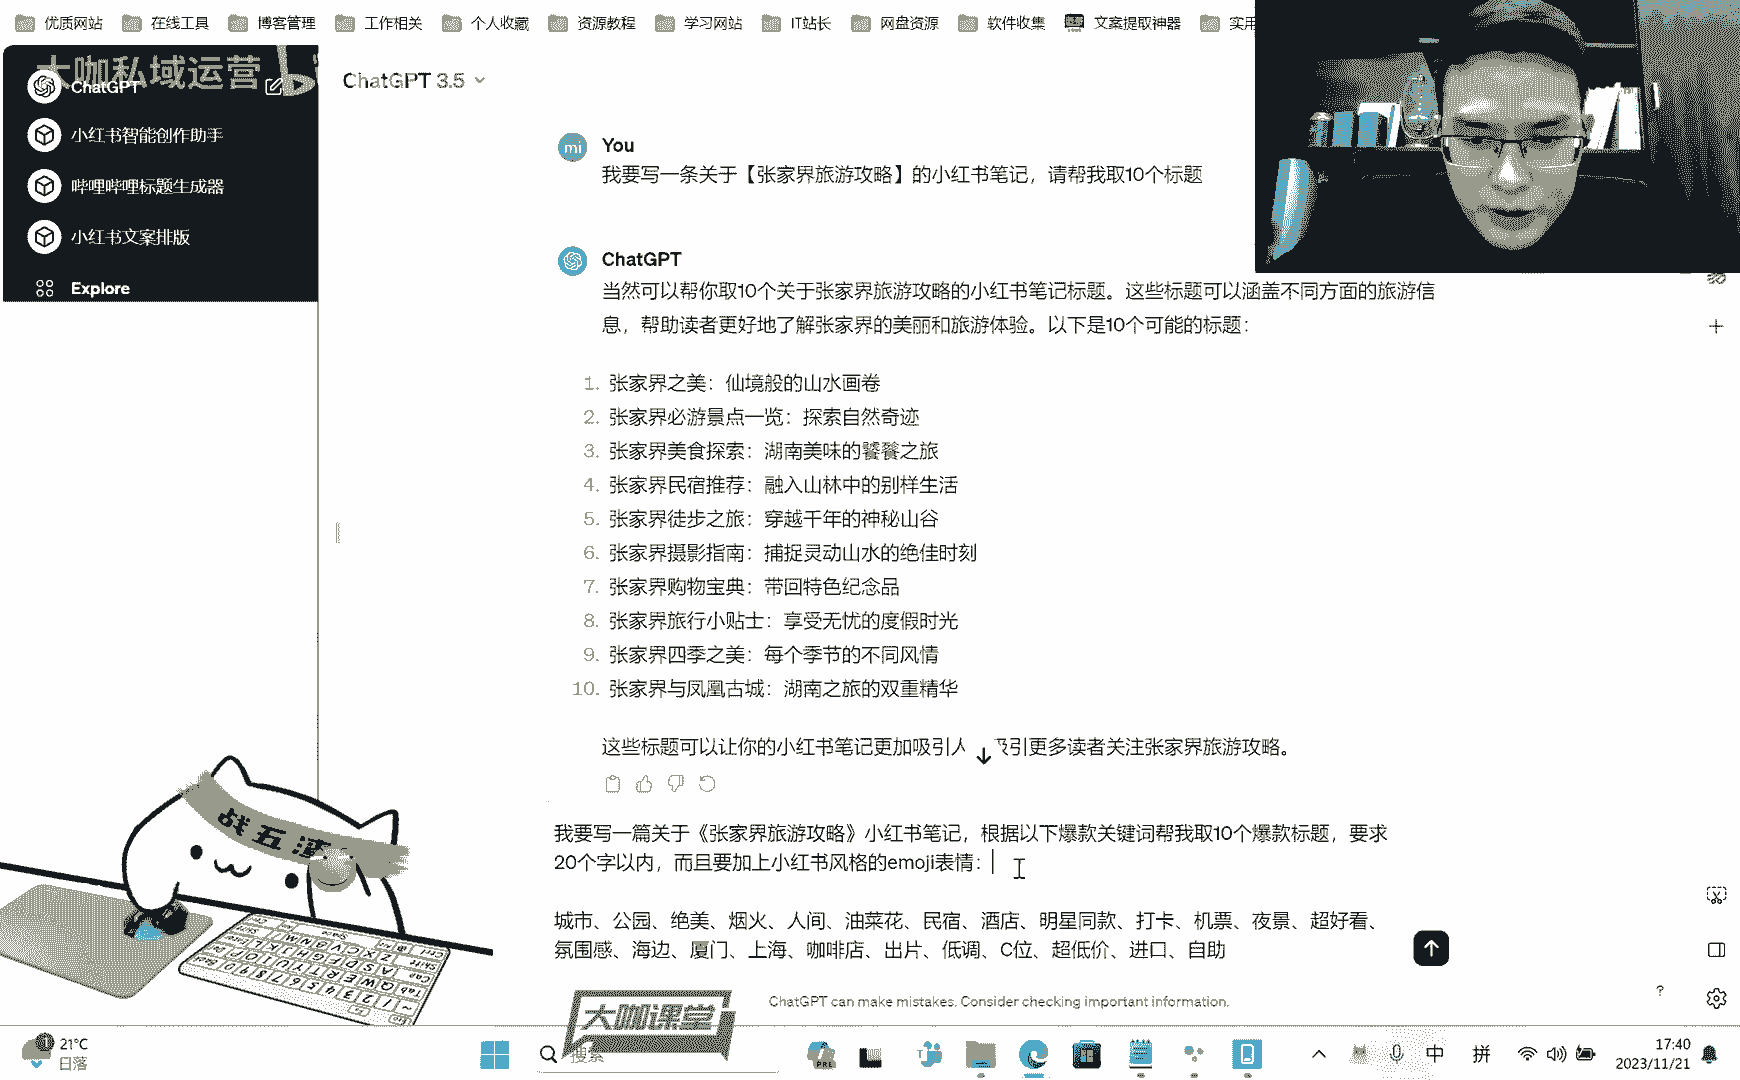 优质网站
在线工具
博客管理
工作相关
个人收藏
资源教程
学习网站
IT站长
网盘资源
软件收集
文案提取神器
实用
大咖私域运营
ChatGPT
小红书智能创作助手
哔哩哔哩标题生成器
小红书文案排版
Explore
ChatGPT 3.5
mi
You
我要写一条关于【张家界旅游攻略】的小红书笔记，请帮我取10个标题
ChatGPT
当然可以帮你取10个关于张家界旅游攻略的小红书笔记标题。这些标题可以涵盖不同方面的旅游信
息，帮助读者更好地了解张家界的美丽和旅游体验。以下是10个可能的标题：
1. 张家界之美：仙境般的山水画卷
2. 张家界必游景点一览：探索自然奇迹
3. 张家界美食探索：湖南美味的饕餮之旅
4. 张家界民宿推荐：融入山林中的别样生活
5. 张家界徒步之旅：穿越千年的神秘山谷
6. 张家界摄影指南：捕捉灵动山水的绝佳时刻
7. 张家界购物宝典：带回特色纪念品
8. 张家界旅行小贴士：享受无忧的度假时光
9. 张家界四季之美：每个季节的不同风情
10. 张家界与凤凰古城：湖南之旅的双重精华
这些标题可以让你的小红书笔记更加吸引人 引更多读者关注张家界旅游攻略。
我要写一篇关于《张家界旅游攻略》小红书笔记，根据以下爆款关键词帮我取10个爆款标题，要求
20个字以内，而且要加上小红书风格的emoji表情：
城市、公园、绝美、烟火、人间、油菜花、民宿、酒店、明星同款、打卡、机票、夜景、超好看、
氛围感、海边、厦门、上海、咖啡店、出片、低调、C位、超低价、进口、自助
ChatGPT can make mistakes. Consider checking important information.
?
战五渣
大咖课堂
21°C
日落
搜索
中
拼
17:40
2023/11/21